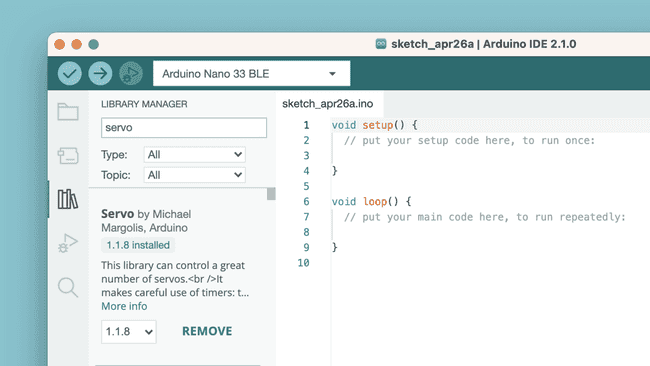 sketch_apr26a | Arduino IDE 2.1.0
Arduino Nano 33 BLE
LIBRARY MANAGER
servo
Type: All
Topic: All
Servo by Michael
Margolis, Arduino
1.1.8 installed
This library can control a great
number of servos.<br />It
makes careful use of timers: t...
More info
1.1.8 REMOVE
sketch_apr26a.ino
1 void setup() {
2 // put your setup code here, to run once:
3
4 }
5
6 void loop() {
7 // put your main code here, to run repeatedly:
8
9 }
10